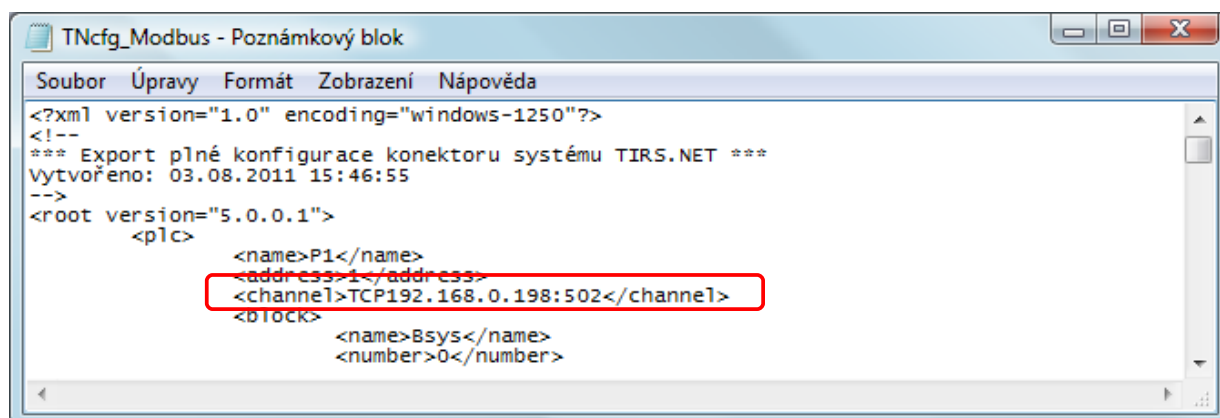 TNcfg_Modbus - Poznámkový blok
Soubor Úpravy Formát Zobrazení Nápověda
<?xml version="1.0" encoding="windows-1250"?>
<!--
*** Export plné konfigurace konektoru systému TIRS.NET ***
Vytvořeno: 03.08.2011 15:46:55
-->
<root version="5.0.0.1">
<plc>
<name>P1</name>
<address>1</address>
<channel>TCP192.168.0.198:502</channel>
<block>
<name>Bsys</name>
<number>0</number>